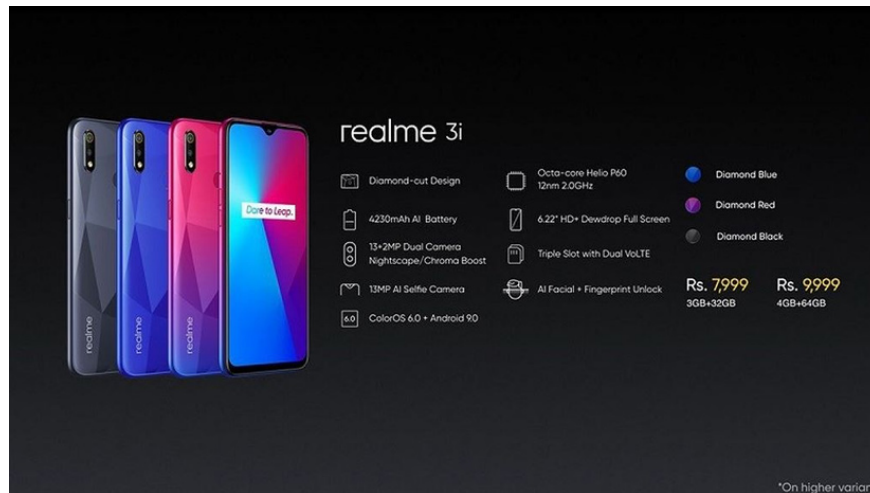 realme 3i
Diamond-cut Design
4230mAh AI Battery
13+2MP Dual Camera
Nightscape/Chroma Boost
13MP AI Selfie Camera
6.0
ColorOS 6.0 + Android 9.0
Octa-core Helio P60
12nm 2.0GHz
6.22" HD+ Dewdrop Full Screen
Triple Slot with Dual VoLTE
AI Facial + Fingerprint Unlock
Diamond Blue
Diamond Red
Diamond Black
Rs. 7,999
3GB+32GB
Rs. 9,999
4GB+64GB
Dare to Leap.
realme
realme
realme
*On higher varian